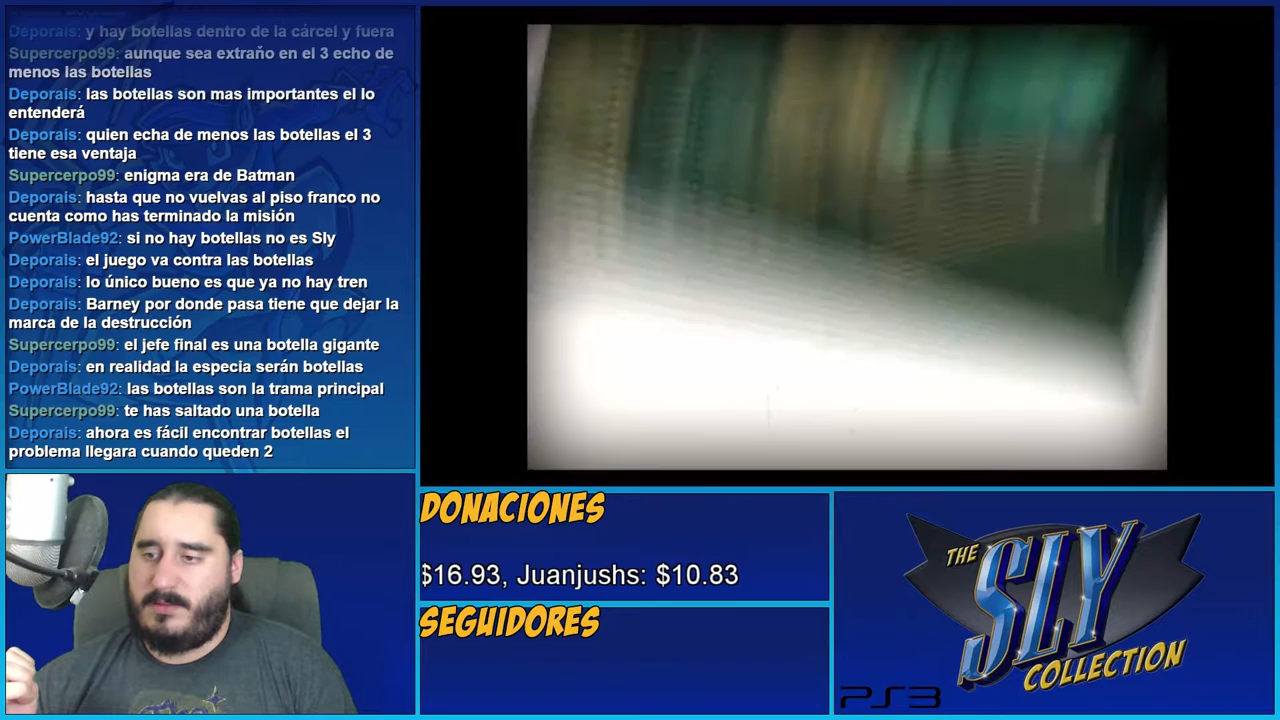 Deporais: y hay botellas dentro de la cárcel y fuera
Supercerpo99: aunque sea extraňo en el 3 echo de
menos las botellas
Deporais: las botellas son mas importantes el lo
entenderá
Deporais: quien echa de menos las botellas el 3
tiene esa ventaja
Supercerpo99: enigma era de Batman
Deporais: hasta que no vuelvas al piso franco no
cuenta como has terminado la misión
PowerBlade92: si no hay botellas no es Sly
Deporais: el juego va contra las botellas
Deporais: lo único bueno es que ya no hay tren
Deporais: Barney por donde pasa tiene que dejar la
marca de la destrucción
Supercerpo99: el jefe final es una botella gigante
Deporais: en realidad la especia serán botellas
PowerBlade92: las botellas son la trama principal
Supercerpo99: te has saltado una botella
Deporais: ahora es fácil encontrar botellas el
problema llegara cuando queden 2
DONACIONES
$16.93, Juanjushs: $10.83
SEGUIDORES
THE
SLY
COLLECTION
PS3